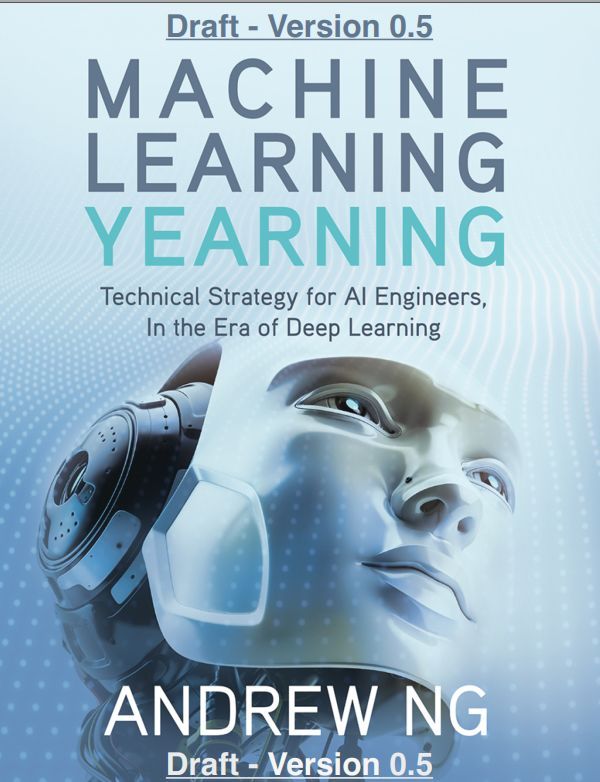 Draft - Version 0.5
MACHINE
LEARNING
YEARNING
Technical Strategy for AI Engineers,
In the Era of Deep Learning
ANDREW NG
Draft - Version 0.5